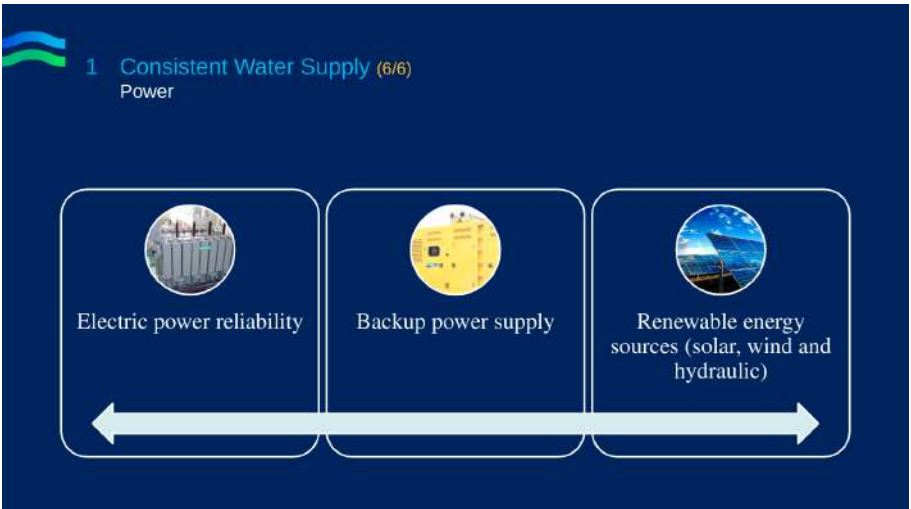 1 Consistent Water Supply (6/6)
Power
Electric power reliability
Backup power supply
Renewable energy
sources (solar, wind and
hydraulic)